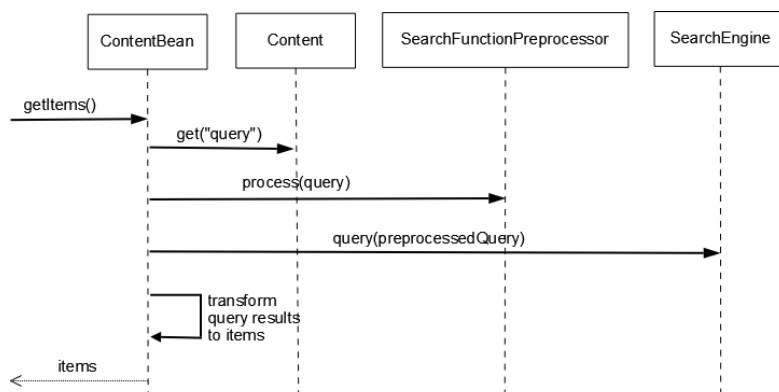 ContentBean
Content
SearchFunctionPreprocessor
SearchEngine
getItems()
get("query")
process(query)
query(preprocessedQuery)
transform
query results
to items
items